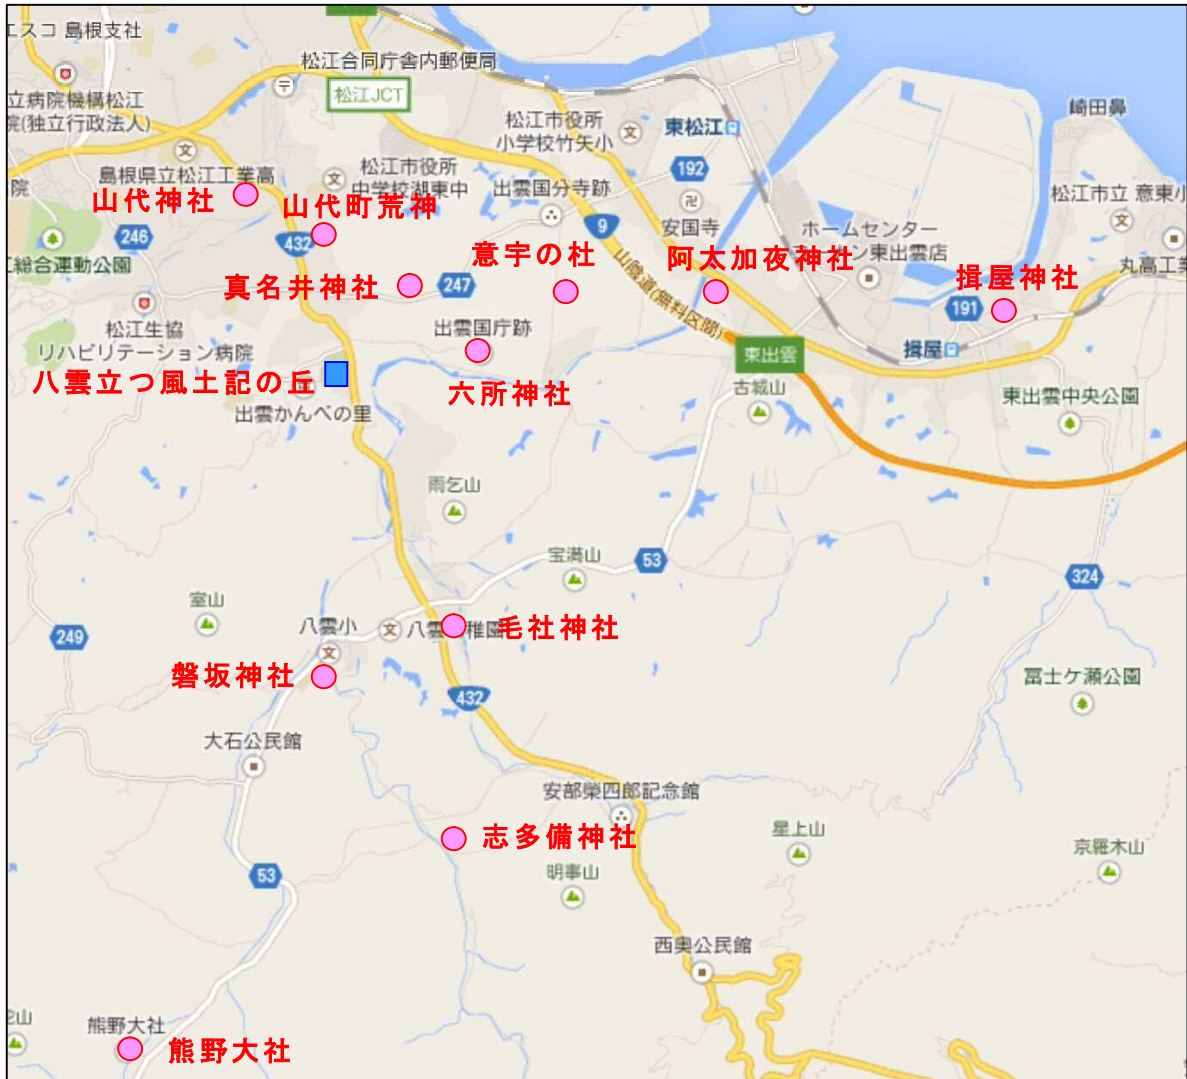 エスコ 島根支社
松江合同庁舎内郵便局
松江JCT
立病院機構松江
院(独立行政法人)
松江市役所
小学校竹矢小
東松江
崎田鼻
島根県立松江工業高
松江市役所
中学校湖東中
出雲国分寺跡
192
安国寺
松江市立 意東小
山代神社
山代町荒神
246
432
9
ホームセンター
ン東出雲店
総合運動公園
意宇の杜
阿太加夜神社
丸高工業
真名井神社
247
山陰道(無料区間)
揖屋神社
191
松江生協
リハビリテーション病院
出雲国庁跡
揖屋
東出雲
八雲立つ風土記の丘
六所神社
古城山
東出雲中央公園
出雲かんべの里
雨乞山
宝満山
53
324
室山
249
八雲小
八雲
稚園
毛社神社
磐坂神社
432
冨士ケ瀬公園
大石公民館
安部榮四郎記念館
星上山
志多備神社
京羅木山
53
明事山
西奥公民館
熊野大社
熊野大社